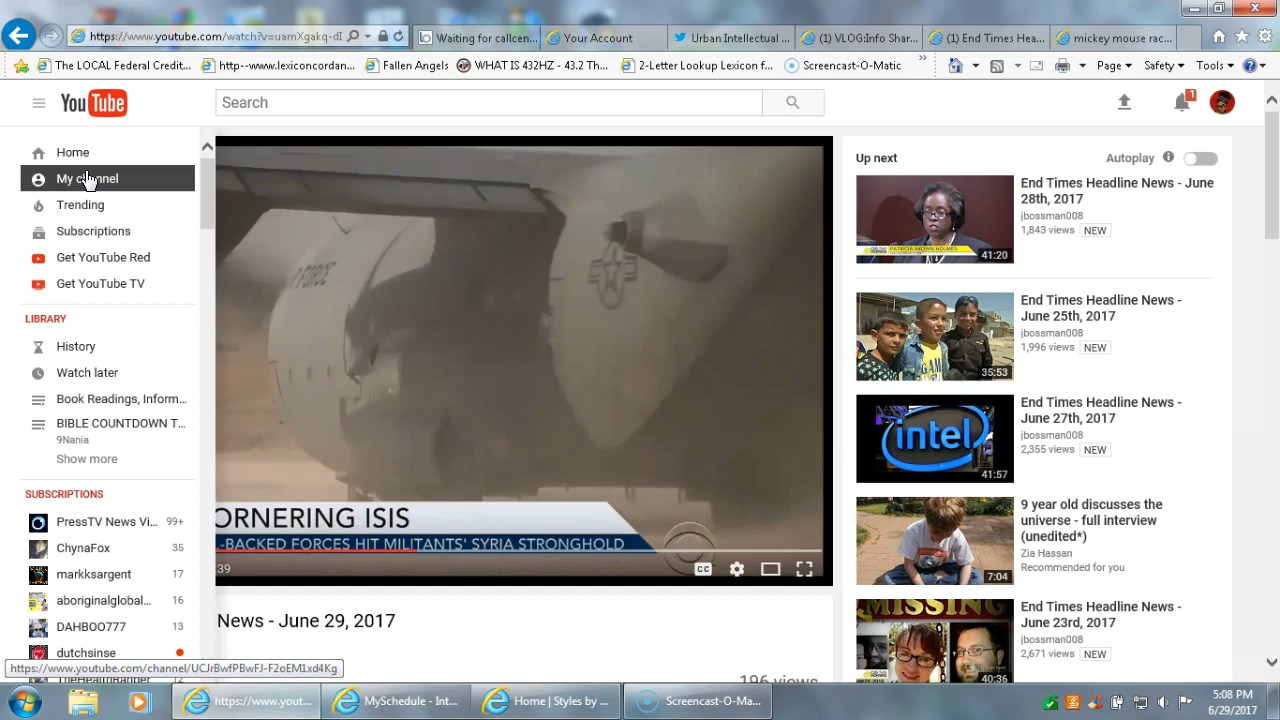 https://www.youtube.com/watch?v=uamXgakq-dI
Waiting for callcen...
Your Account
Urban Intellectual...
(1) VLOG:Info Shar...
(1) End Times Hea...
mickey mouse rac...
The LOCAL Federal Credit...
http--www.lexiconcordan...
Fallen Angels
WHAT IS 432HZ - 43.2 Th...
2-Letter Lookup Lexicon f...
Screencast-O-Matic
Page
Safety
Tools
YouTube
Search
1
Home
My channel
Trending
Subscriptions
Get YouTube Red
Get YouTube TV
LIBRARY
History
Watch later
Book Readings, Inform...
BIBLE COUNTDOWN T...
9Nania
Show more
SUBSCRIPTIONS
PressTV News Vi... 99+
ChynaFox 35
markksargent 17
aboriginalglobal... 16
DAHBOO777 13
dutchsinse
TheHealthRanger
https://www.youtube.com/channel/UCJrBwfPBwFJ-F2oEM1xd4Kg
ORNERING ISIS
-BACKED FORCES HIT MILITANTS' SYRIA STRONGHOLD
:39
CC
News - June 29, 2017
196 views
Up next
Autoplay
End Times Headline News - June
28th, 2017
jbossman008
1,843 views NEW
PATRICIA BROWN HOLMES
41:20
End Times Headline News -
June 25th, 2017
jbossman008
1,996 views NEW
GAM
35:53
End Times Headline News -
June 27th, 2017
jbossman008
2,355 views NEW
intel
41:57
9 year old discusses the
universe - full interview
(unedited*)
Zia Hassan
Recommended for you
7:04
End Times Headline News -
June 23rd, 2017
jbossman008
2,671 views NEW
MISSING
40:36
https://www.yout...
MySchedule - Int...
Home | Styles by ...
Screencast-O-Ma...
5:08 PM
6/29/2017